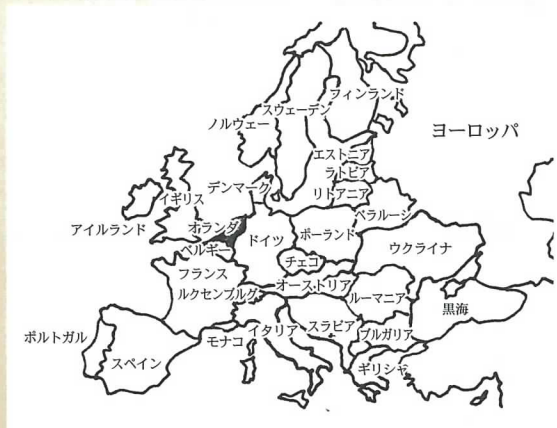 フィンランド
スウェーデン
ノルウェー
ヨーロッパ
エストニア
ラトビア
デンマーク
リトアニア
イギリス
ベラルーシ
アイルランド
オランダ
ドイツ
ポーランド
ウクライナ
ベルギー
チェコ
フランス
オーストリア
ルクセンブルグ
ルーマニア
黒海
ポルトガル
モナコ
イタリア
スラビア
ブルガリア
スペイン
ギリシャ